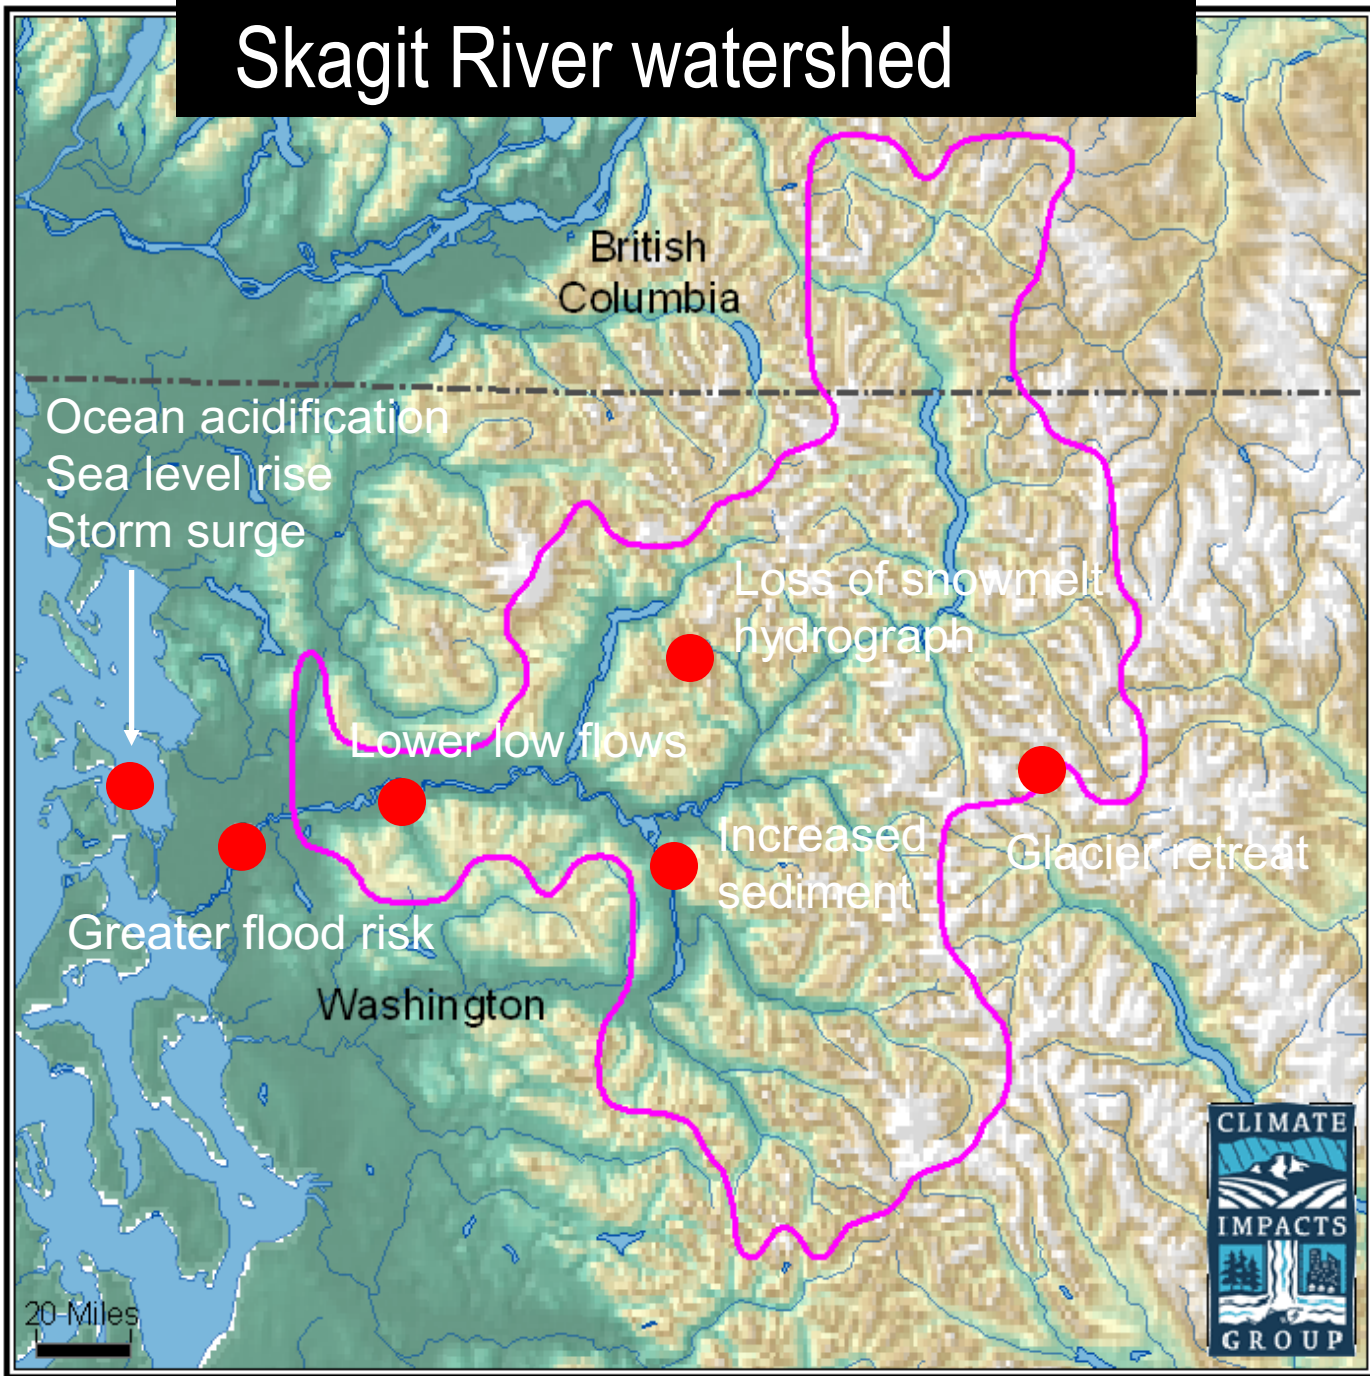 Skagit River watershed
British
Columbia
Ocean acidification
Sea level rise
Storm surge
Loss of snowmelt
hydrograph
Lower low flows
Increased
sediment
Glacier retreat
Greater flood risk
Washington
20 Miles
CLIMATE
IMPACTS
GROUP